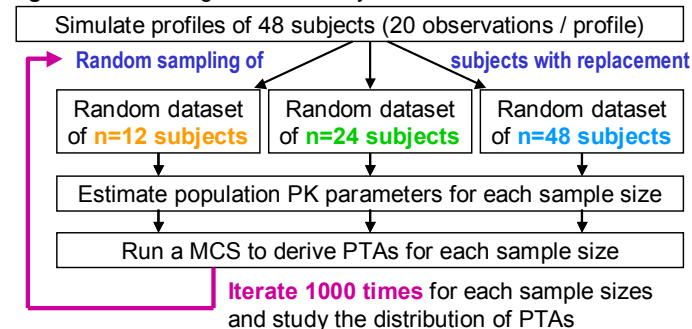 Simulate profiles of 48 subjects (20 observations / profile)
Random sampling of subjects with replacement
Random dataset
of n=12 subjects
Random dataset
of n=24 subjects
Random dataset
of n=48 subjects
Estimate population PK parameters for each sample size
Run a MCS to derive PTAs for each sample size
Iterate 1000 times for each sample sizes
and study the distribution of PTAs